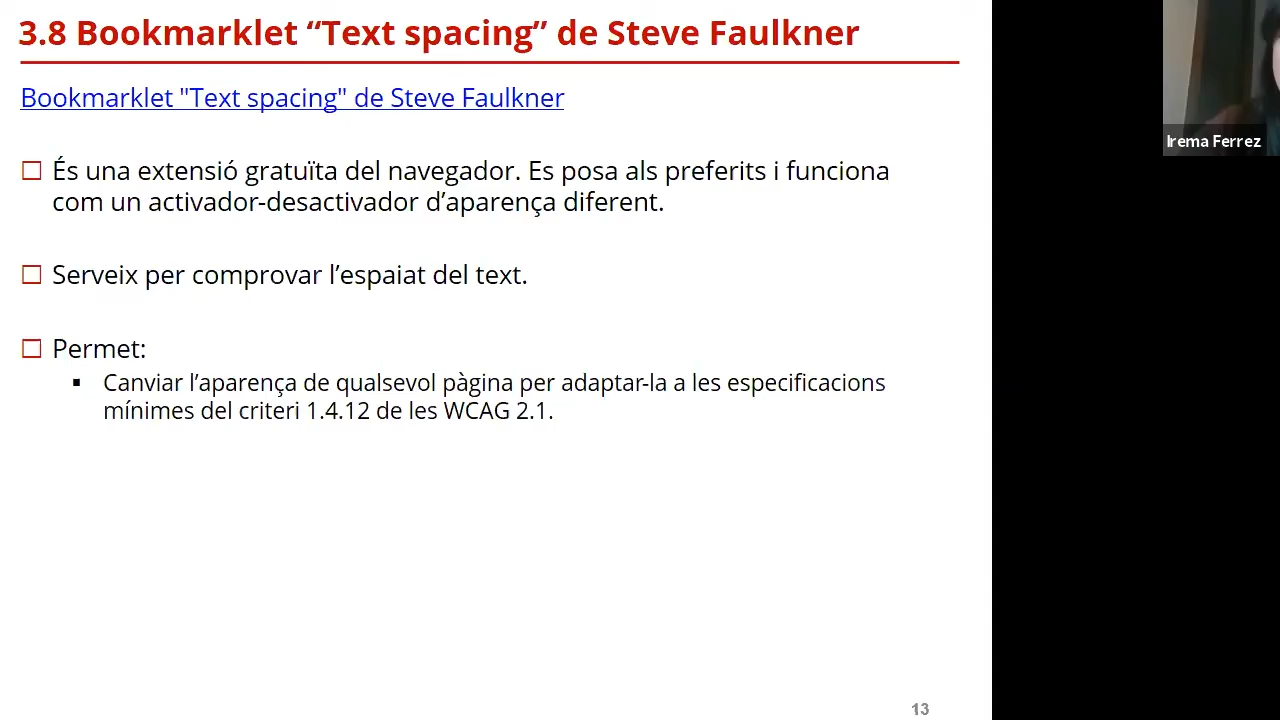 3.8 Bookmarklet “Text spacing” de Steve Faulkner
Bookmarklet "Text spacing" de Steve Faulkner
És una extensió gratuïta del navegador. Es posa als preferits i funciona
com un activador-desactivador d’aparença diferent.
Serveix per comprovar l’espaiat del text.
Permet:
Canviar l’aparença de qualsevol pàgina per adaptar-la a les especificacions
mínimes del criteri 1.4.12 de les WCAG 2.1.
Irema Ferrez
13